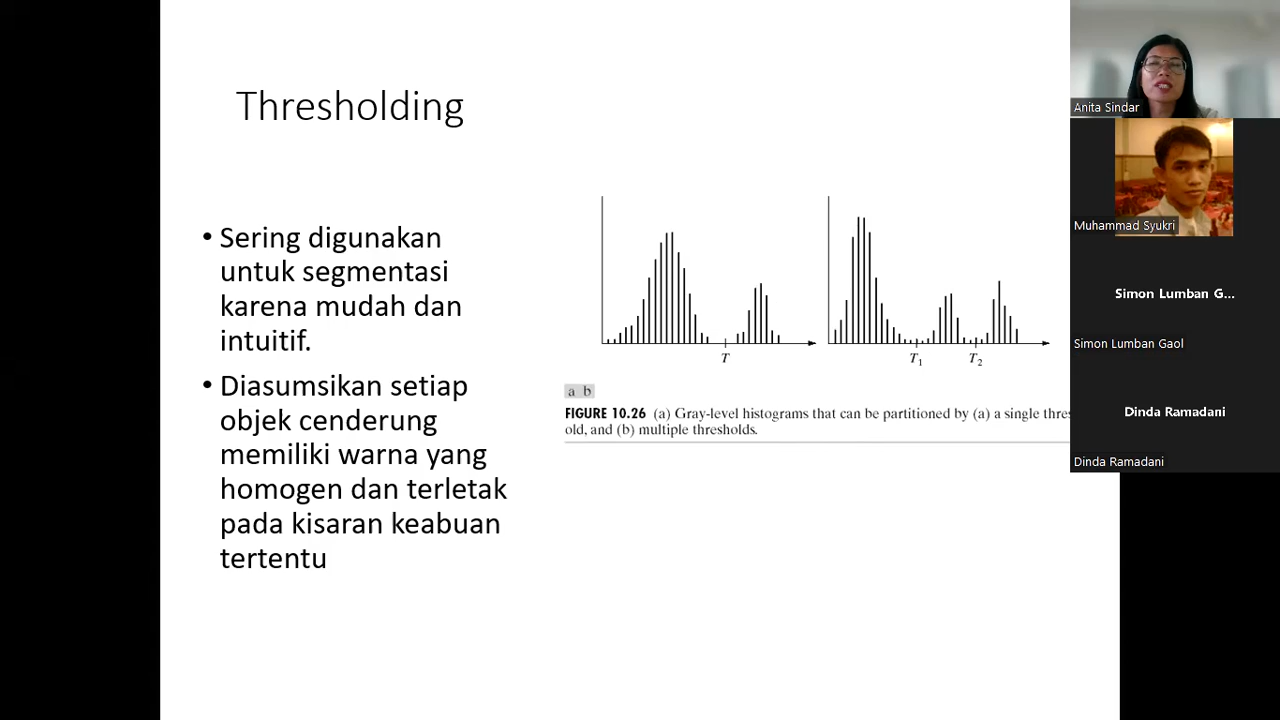 Thresholding
• Sering digunakan
untuk segmentasi
karena mudah dan
intuitif.
• Diasumsikan setiap
objek cenderung
memiliki warna yang
homogen dan terletak
pada kisaran keabuan
tertentu
T
T₁ T₂
a b
FIGURE 10.26 (a) Gray-level histograms that can be partitioned by (a) a single thres
old, and (b) multiple thresholds.
Anita Sindar
Muhammad Syukri
Simon Lumban G...
Simon Lumban Gaol
Dinda Ramadani
Dinda Ramadani